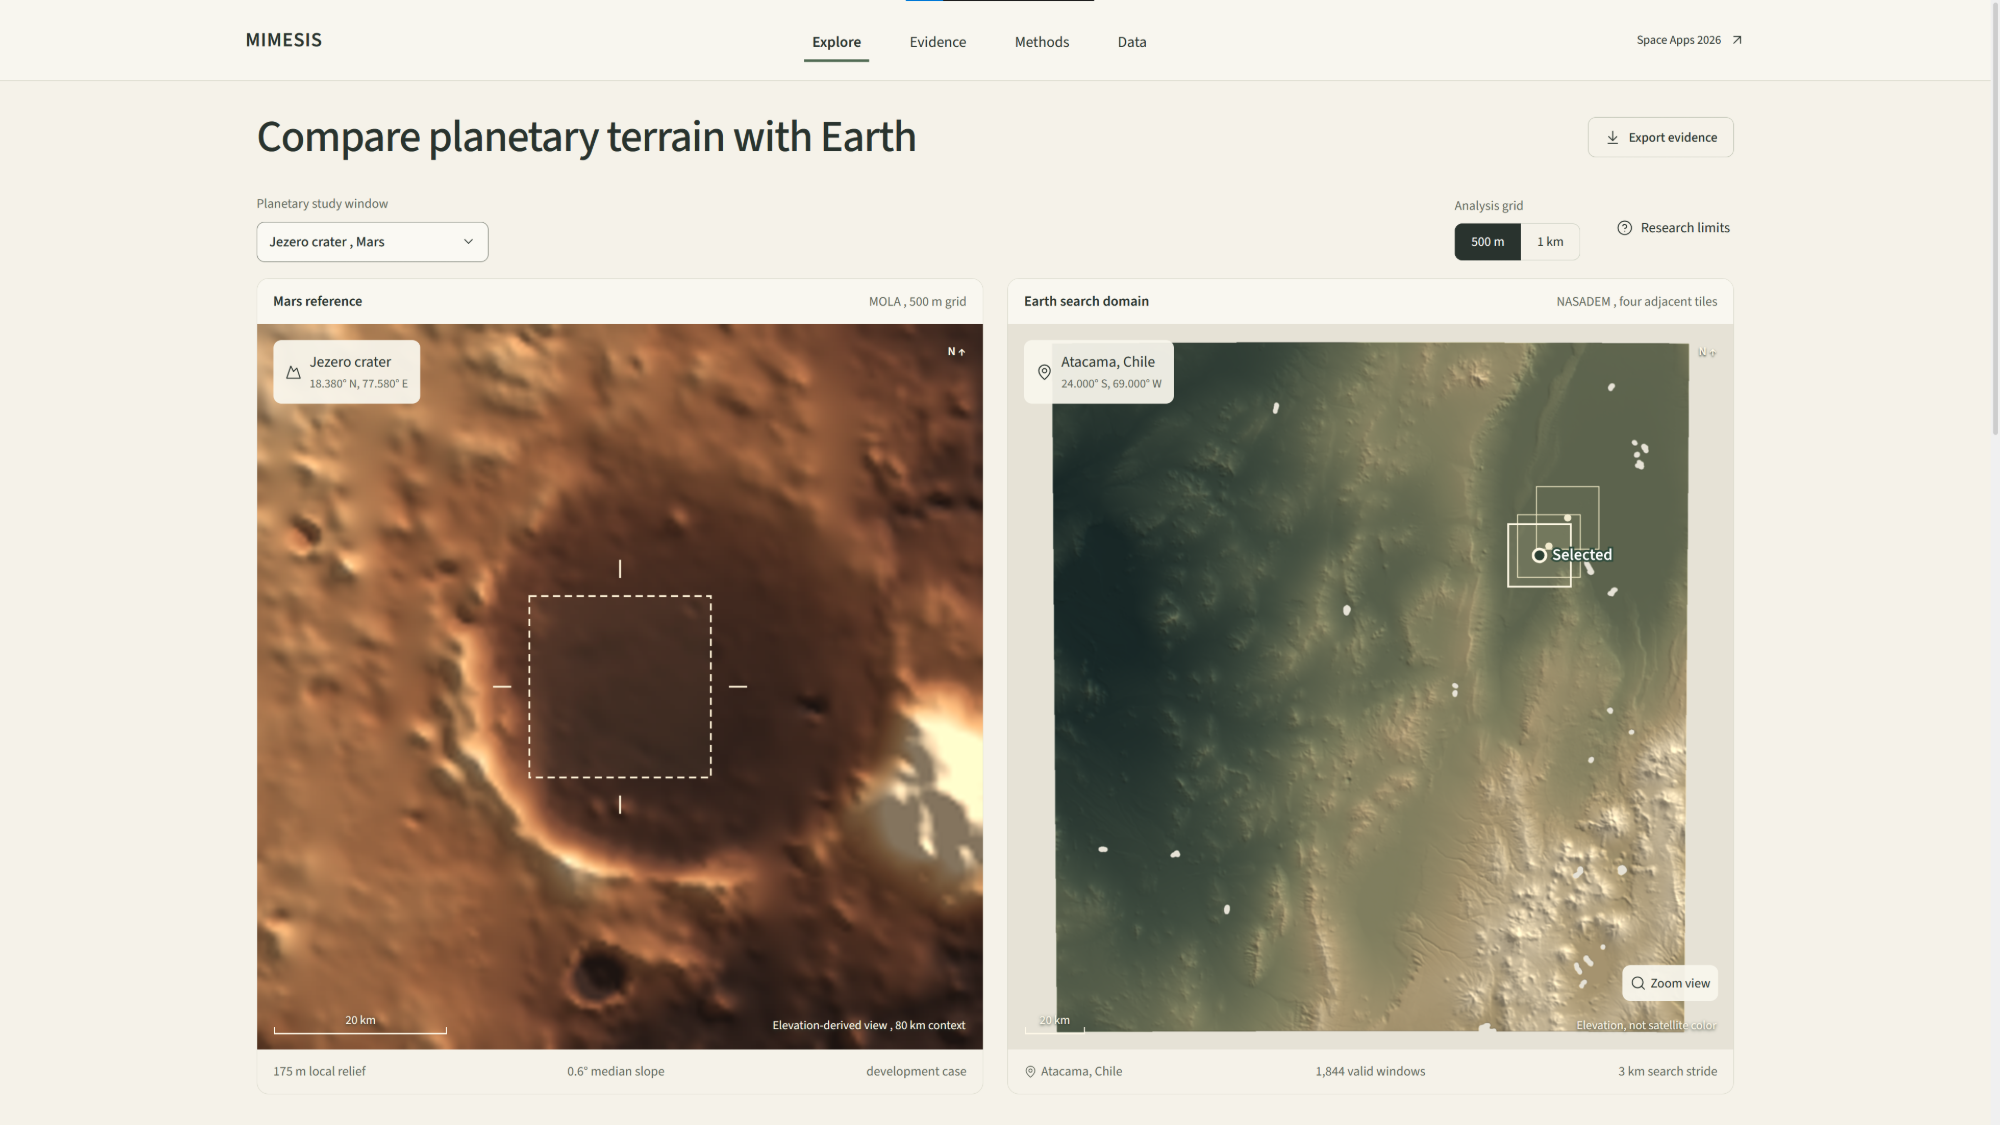 MIMESIS
Explore
Evidence
Methods
Data
Space Apps 2026
Compare planetary terrain with Earth
Export evidence
Planetary study window
Jezero crater , Mars
Analysis grid
500 m
1 km
Research limits
Mars reference
MOLA , 500 m grid
Jezero crater
18.380° N, 77.580° E
N
20 km
Elevation-derived view , 80 km context
175 m local relief
0.6° median slope
development case
Earth search domain
NASADEM , four adjacent tiles
Atacama, Chile
24.000° S, 69.000° W
N
Selected
Zoom view
20 km
Elevation, not satellite color
Atacama, Chile
1,844 valid windows
3 km search stride